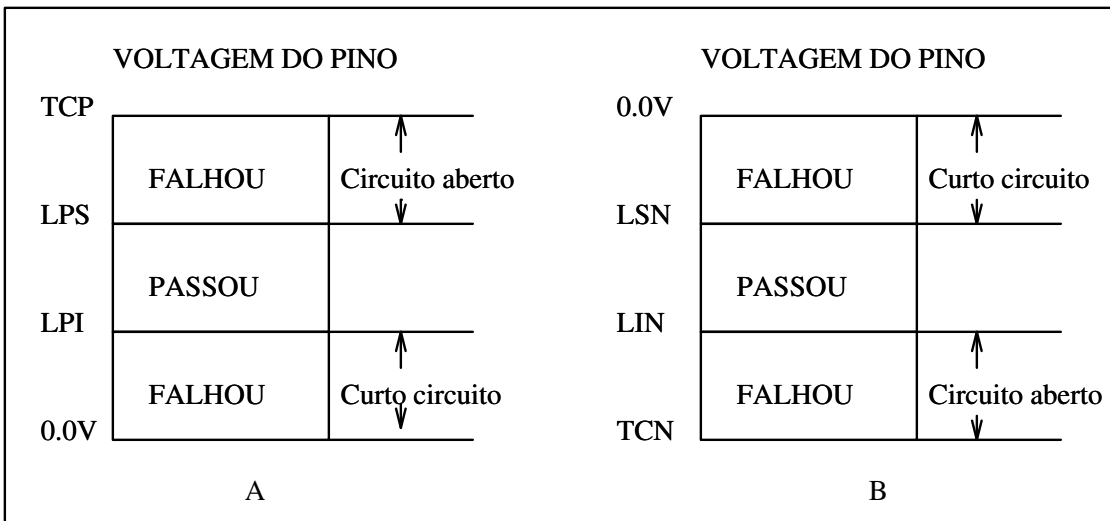 VOLTAGEM DO PINO
TCP
FALHOU
Circuito aberto
LPS
PASSOU
LPI
FALHOU
Curto circuito
0.0V
A
VOLTAGEM DO PINO
0.0V
FALHOU
Curto circuito
LSN
PASSOU
LIN
FALHOU
Circuito aberto
TCN
B